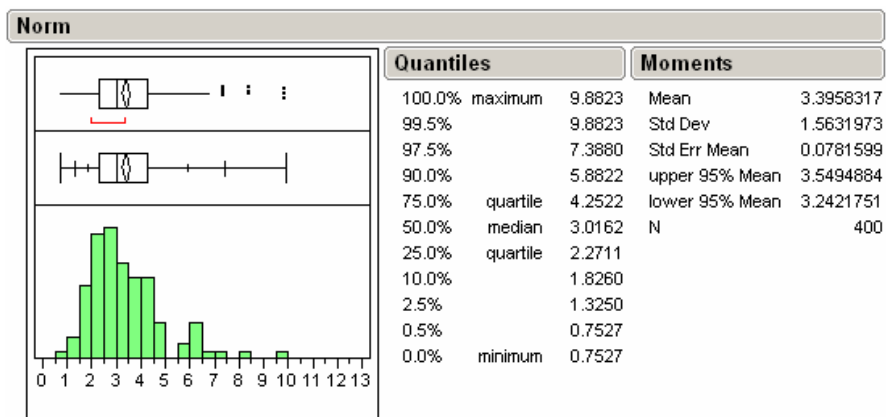 Norm
Quantiles
100.0% maximum 9.8823
99.5% 9.8823
97.5% 7.3880
90.0% 5.8822
75.0% quartile 4.2522
50.0% median 3.0162
25.0% quartile 2.2711
10.0% 1.8260
2.5% 1.3250
0.5% 0.7527
0.0% minimum 0.7527
Moments
Mean 3.3958317
Std Dev 1.5631973
Std Err Mean 0.0781599
upper 95% Mean 3.5494884
lower 95% Mean 3.2421751
N 400
0 1 2 3 4 5 6 7 8 9 10 11 12 13